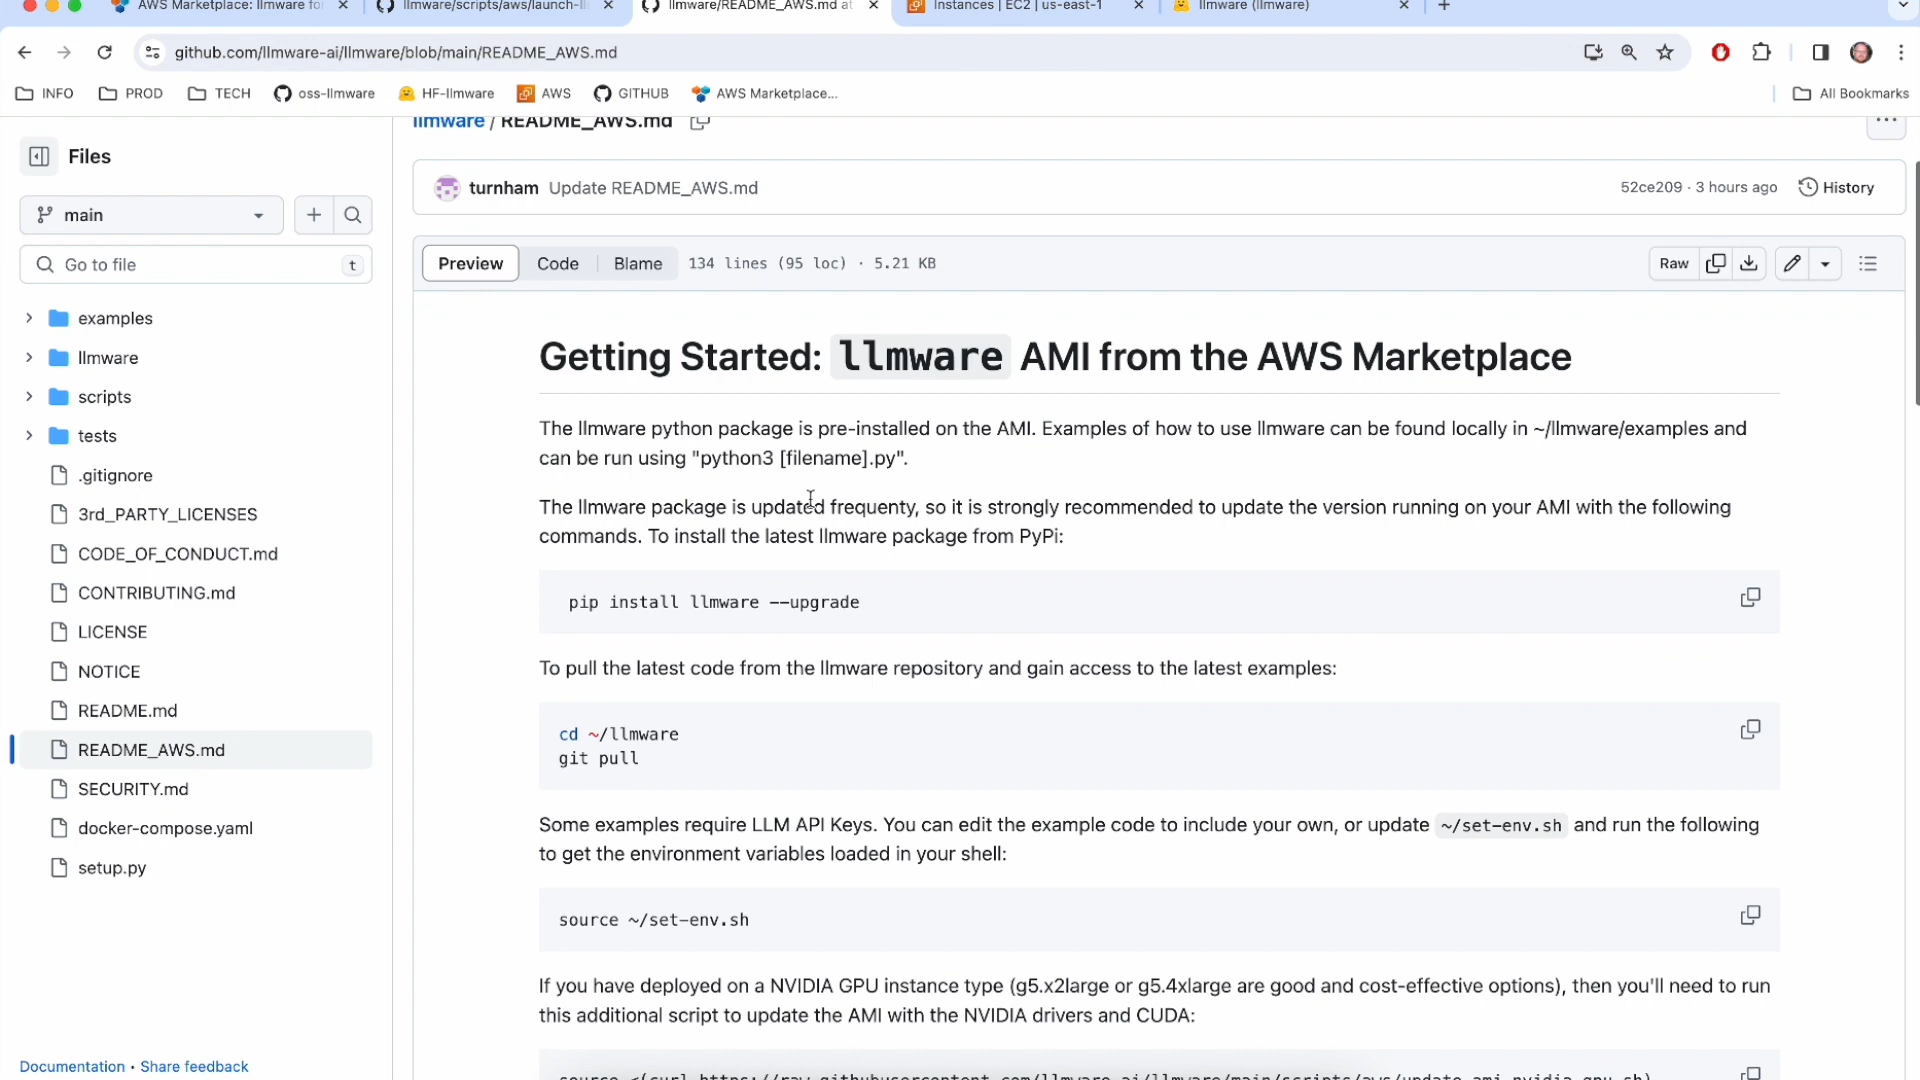 AWS Marketplace: llmware fo
llmware/scripts/aws/launch-ll
llmware/README_AWS.md at
Instances | EC2 | us-east-1
llmware (llmware)
github.com/llmware-ai/llmware/blob/main/README_AWS.md
INFO
PROD
TECH
oss-llmware
HF-llmware
AWS
GITHUB
AWS Marketplace...
All Bookmarks
Files
main
Go to file
t
examples
llmware
scripts
tests
.gitignore
3rd_PARTY_LICENSES
CODE_OF_CONDUCT.md
CONTRIBUTING.md
LICENSE
NOTICE
README.md
README_AWS.md
SECURITY.md
docker-compose.yaml
setup.py
Documentation • Share feedback
llmware / README_AWS.md
turnham Update README_AWS.md
52ce209 · 3 hours ago
History
Preview
Code
Blame
134 lines (95 loc) · 5.21 KB
Raw
Getting Started: llmware AMI from the AWS Marketplace
The llmware python package is pre-installed on the AMI. Examples of how to use llmware can be found locally in ~/llmware/examples and
can be run using "python3 [filename].py".
The llmware package is updated frequenty, so it is strongly recommended to update the version running on your AMI with the following
commands. To install the latest llmware package from PyPi:
pip install llmware --upgrade
To pull the latest code from the llmware repository and gain access to the latest examples:
cd ~/llmware
git pull
Some examples require LLM API Keys. You can edit the example code to include your own, or update ~/set-env.sh and run the following
to get the environment variables loaded in your shell:
source ~/set-env.sh
If you have deployed on a NVIDIA GPU instance type (g5.x2large or g5.4xlarge are good and cost-effective options), then you'll need to run
this additional script to update the AMI with the NVIDIA drivers and CUDA:
source <(curl https://raw.githubusercontent.com/llmware-ai/llmware/main/scripts/aws/update_ami_nvidia_gpu.sh)